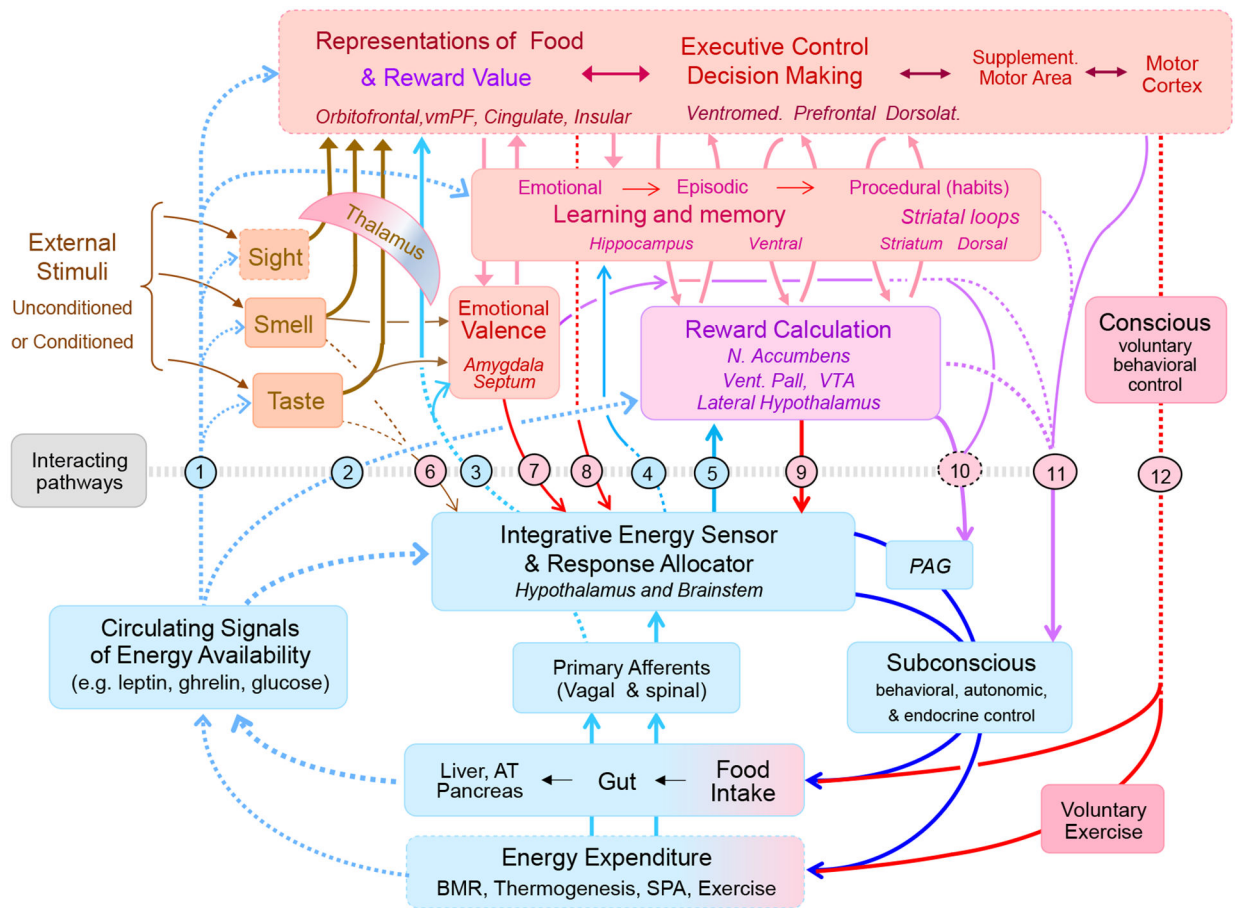 Representations of Food
& Reward Value
Orbitofrontal,vmPF, Cingulate, Insular
Executive Control
Decision Making
Ventromed. Prefrontal Dorsolat.
Supplement.
Motor Area
Motor
Cortex
Emotional
Episodic
Procedural (habits)
Learning and memory
Striatal loops
Hippocampus
Ventral
Striatum Dorsal
Thalamus
External
Stimuli
Unconditioned
or Conditioned
Sight
Smell
Taste
Emotional
Valence
Amygdala
Septum
Reward Calculation
N. Accumbens
Vent. Pall, VTA
Lateral Hypothalamus
Conscious
voluntary
behavioral
control
Interacting
pathways
1
2
6
3
7
8
4
5
9
10
11
12
Integrative Energy Sensor
& Response Allocator
Hypothalamus and Brainstem
PAG
Circulating Signals
of Energy Availability
(e.g. leptin, ghrelin, glucose)
Primary Afferents
(Vagal & spinal)
Subconscious
behavioral, autonomic,
& endocrine control
Liver, AT
Pancreas
Gut
Food
Intake
Voluntary
Exercise
Energy Expenditure
BMR, Thermogenesis, SPA, Exercise